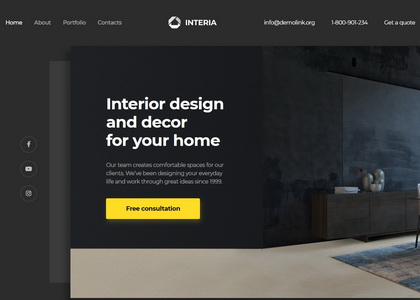 Home About Portfolio Contacts INTERIA info@demolink.org 1-800-901-234 Get a quote
Interior design
and decor
for your home
Our team creates comfortable spaces for our
clients. We've been designing your everyday
life and work through great ideas since 1999.
Free consultation